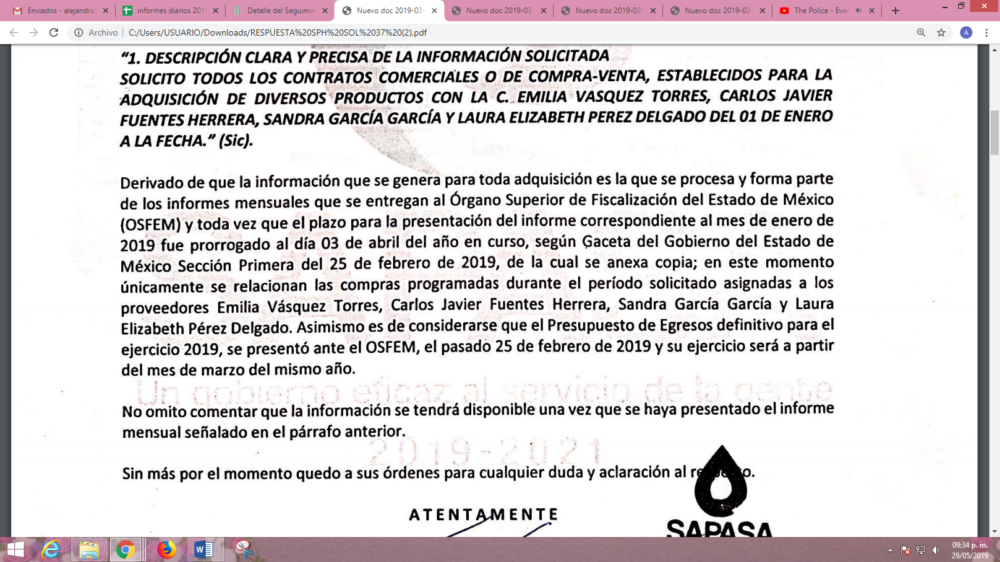 Enviados - alejandra.
informes diarios 2018
Detalle del Seguimie
Nuevo doc 2019-03-
Nuevo doc 2019-03-
Nuevo doc 2019-03-
Nuevo doc 2019-03-
The Police - Ever
Archivo | C:/Users/USUARIO/Downloads/RESPUESTA%20SPH%20SOL%2037%20(2).pdf
A
“1. DESCRIPCIÓN CLARA Y PRECISA DE LA INFORMACIÓN SOLICITADA
SOLICITO TODOS LOS CONTRATOS COMERCIALES O DE COMPRA-VENTA, ESTABLECIDOS PARA LA
ADQUISICIÓN DE DIVERSOS PRODUCTOS CON LA C. EMILIA VASQUEZ TORRES, CARLOS JAVIER
FUENTES HERRERA, SANDRA GARCÍA GARCÍA Y LAURA ELIZABETH PEREZ DELGADO DEL 01 DE ENERO
A LA FECHA.” (Sic).
Derivado de que la información que se genera para toda adquisición es la que se procesa y forma parte
de los informes mensuales que se entregan al Órgano Superior de Fiscalización del Estado de México
(OSFEM) y toda vez que el plazo para la presentación del informe correspondiente al mes de enero de
2019 fue prorrogado al día 03 de abril del año en curso, según Gaceta del Gobierno del Estado de
México Sección Primera del 25 de febrero de 2019, de la cual se anexa copia; en este momento
únicamente se relacionan las compras programadas durante el período solicitado asignadas a los
proveedores Emilia Vásquez Torres, Carlos Javier Fuentes Herrera, Sandra García García y Laura
Elizabeth Pérez Delgado. Asimismo es de considerarse que el Presupuesto de Egresos definitivo para el
ejercicio 2019, se presentó ante el OSFEM, el pasado 25 de febrero de 2019 y su ejercicio será a partir
del mes de marzo del mismo año.
Un gobierno eficaz al servicio de la gente
No omito comentar que la información se tendrá disponible una vez que se haya presentado el informe
mensual señalado en el párrafo anterior.
2019-2021
Sin más por el momento quedo a sus órdenes para cualquier duda y aclaración al
ATENTAMENTE
SAPASA
09:34 p. m.
29/05/2019